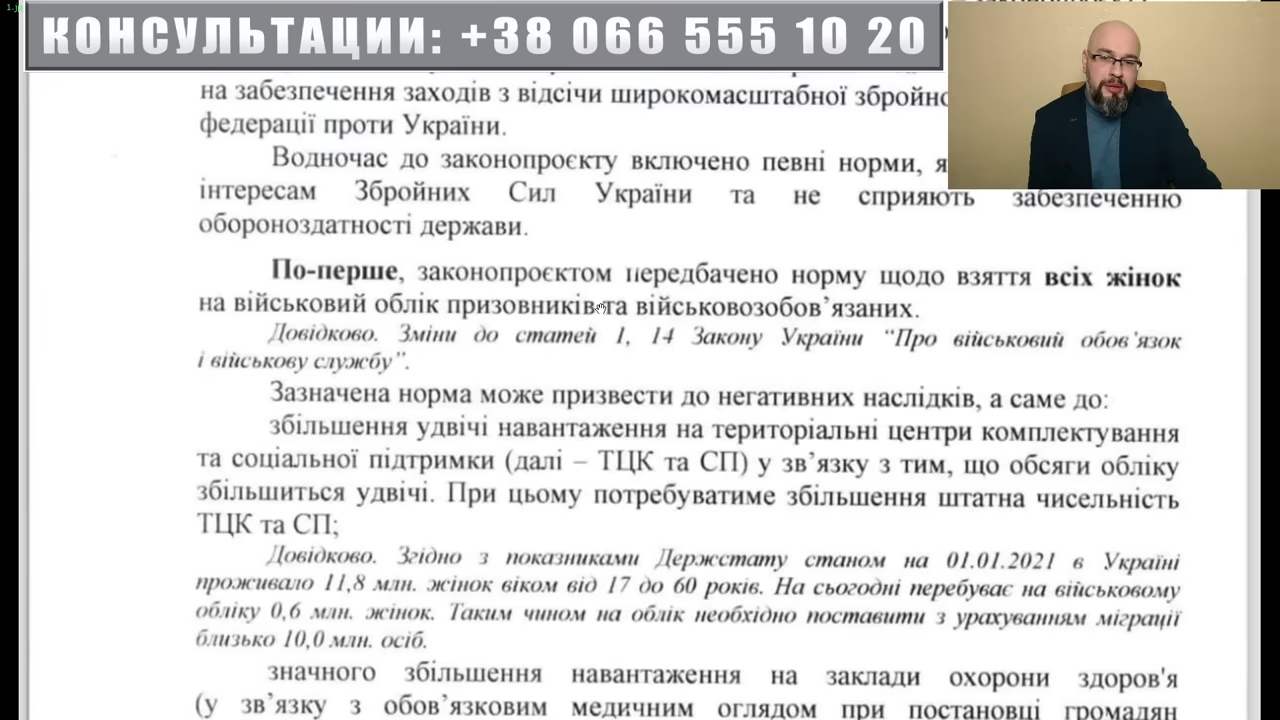 1.jp
КОНСУЛЬТАЦИИ: +38 066 555 10 20
на забезпечення заходів з відсічи широкомасштабної
федерації проти України.
Водночас до законопроєкту включено певні норми,
інтересам Збройних Сил України та не сприяють забезпеченню
обороноздатності держави.
По-перше, законопроєктом передбачено норму щодо взяття всіх жінок
на військовий облік призовників та військовозобов’язаних.
Довідково. Зміни до статей 1, 14 Закону України “Про військовий обов’язок
і військову службу”.
Зазначена норма може призвести до негативних наслідків, а саме до:
збільшення удвічі навантаження на територіальні центри комплектування
та соціальної підтримки (далі – ТЦК та СП) у зв’язку з тим, що обсяги обліку
збільшиться удвічі. При цьому потребуватиме збільшення штатна чисельність
ТЦК та СП;
Довідково. Згідно з показниками Держстату станом на 01.01.2021 в Україні
проживало 11,8 млн. жінок віком від 17 до 60 років. На сьогодні перебуває на військовому
обліку 0,6 млн. жінок. Таким чином на облік необхідно поставити з урахуванням міграції
близько 10,0 млн. осіб.
значного збільшення навантаження на заклади охорони здоров'я
(у зв’язку з обов’язковим медичним оглядом при постановці громадян